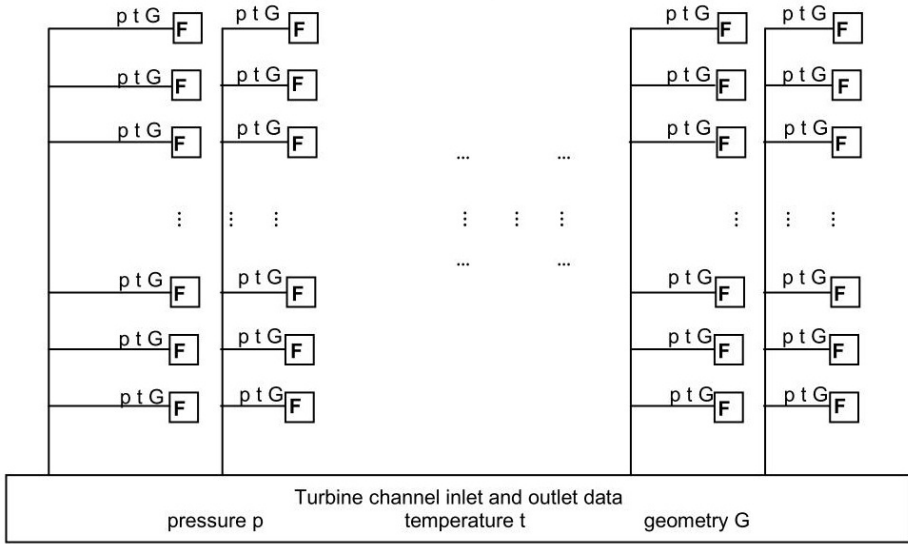 p t G F p t G F p t G F p t G F
p t G F p t G F p t G F p t G F
p t G F p t G F p t G F p t G F
... ...
⋮ ⋮ ⋮ ⋮ ⋮ ⋮ ⋮ ⋮ ⋮
... ...
p t G F p t G F p t G F p t G F
p t G F p t G F p t G F p t G F
p t G F p t G F p t G F p t G F
Turbine channel inlet and outlet data
pressure p temperature t geometry G